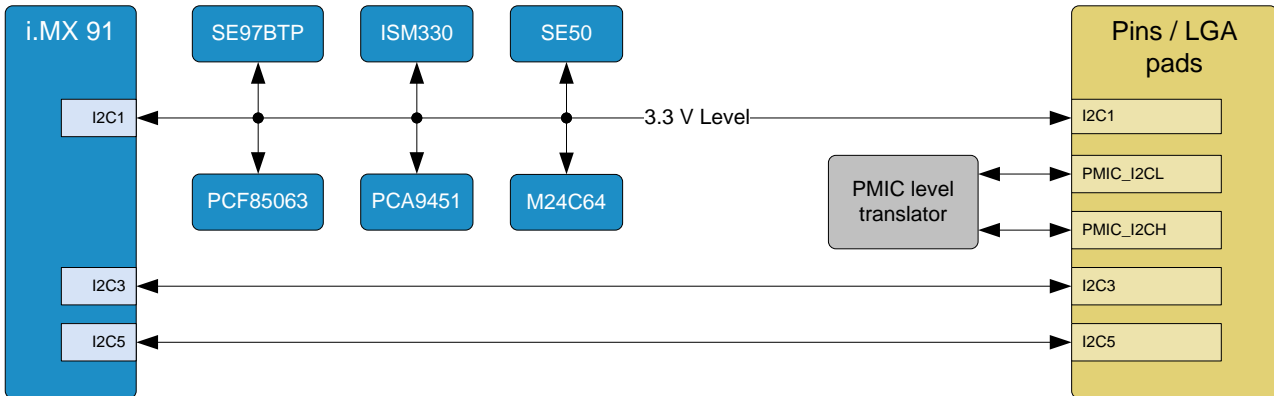 i.MX 91
SE97BTP
ISM330
SE50
Pins / LGA
pads
I2C1
3.3 V Level
I2C1
PCF85063
PCA9451
M24C64
PMIC level
translator
PMIC_I2CL
PMIC_I2CH
I2C3
I2C3
I2C5
I2C5